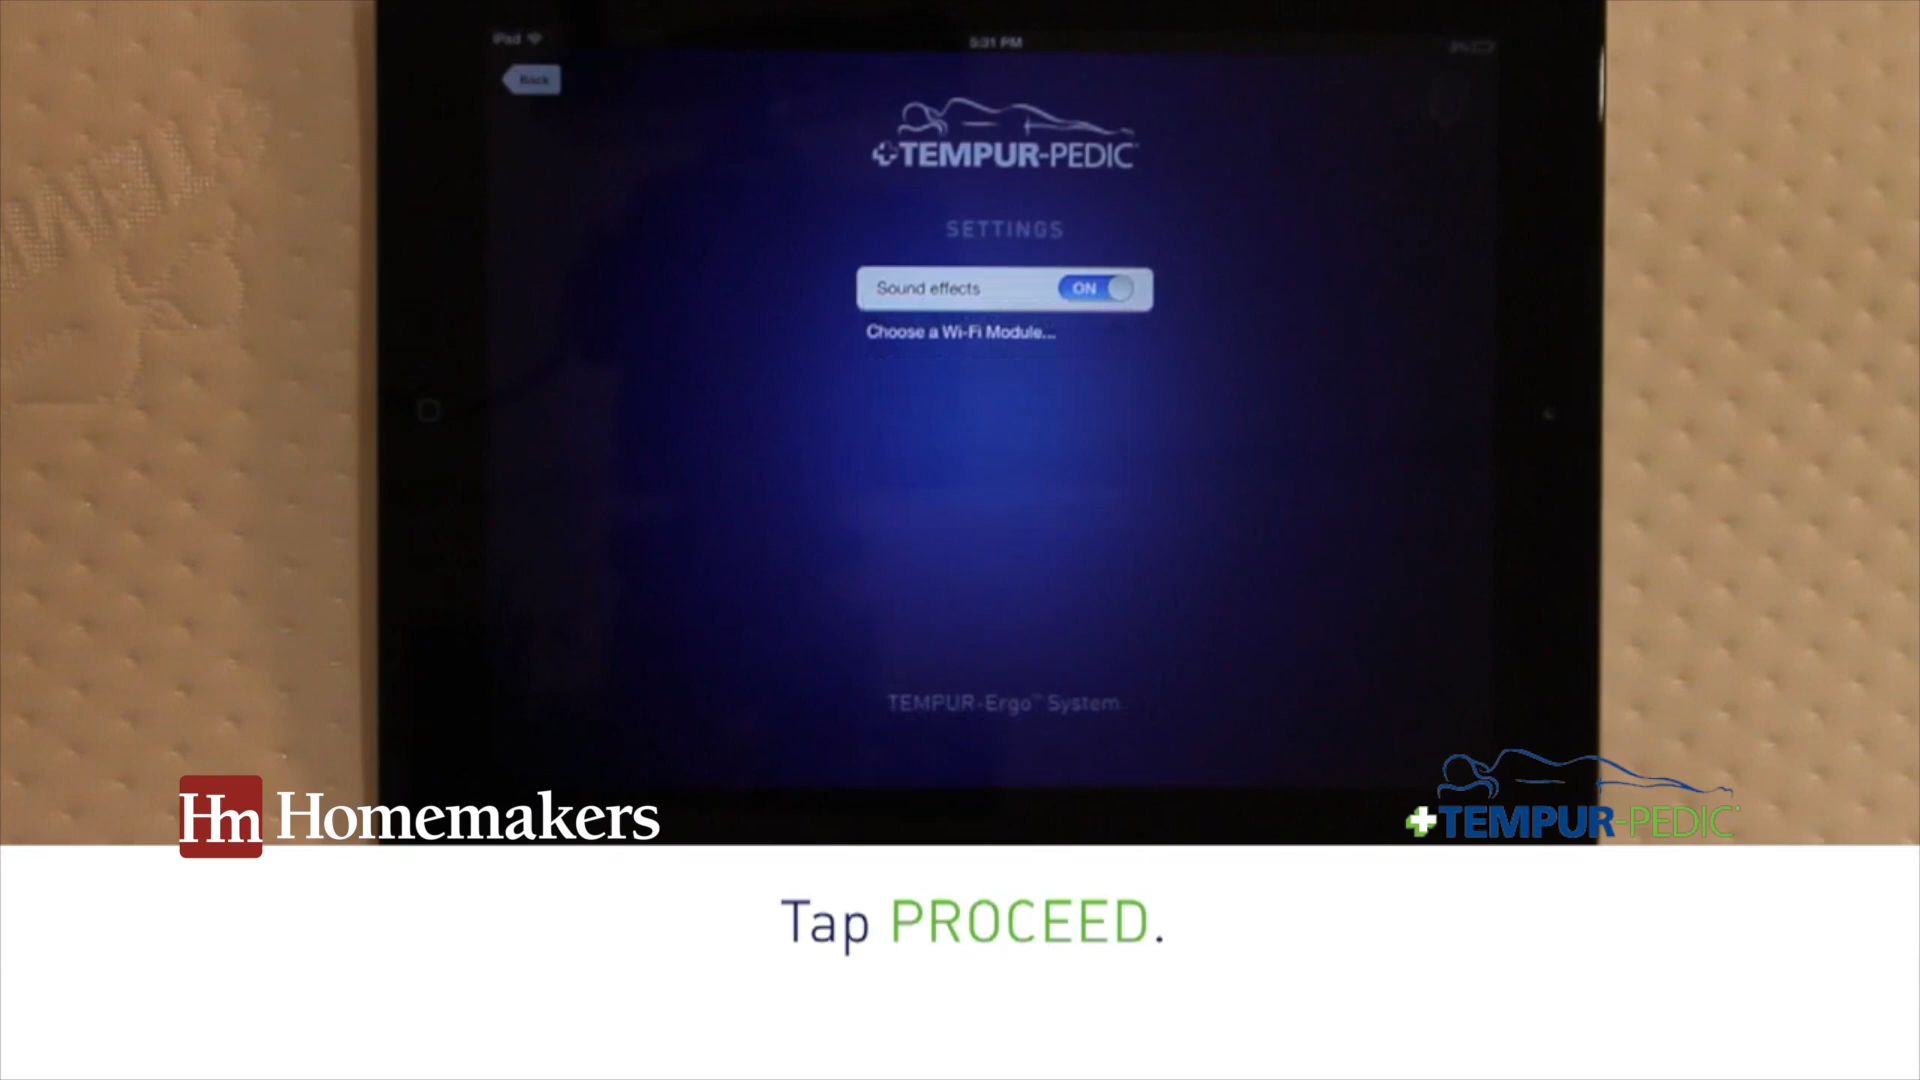 iPad
5:31 PM
Back
TEMPUR-PEDIC
SETTINGS
Sound effects
ON
Choose a Wi-Fi Module...
TEMPUR-Ergo™ System
Hm Homemakers
TEMPUR-PEDIC
Tap PROCEED.